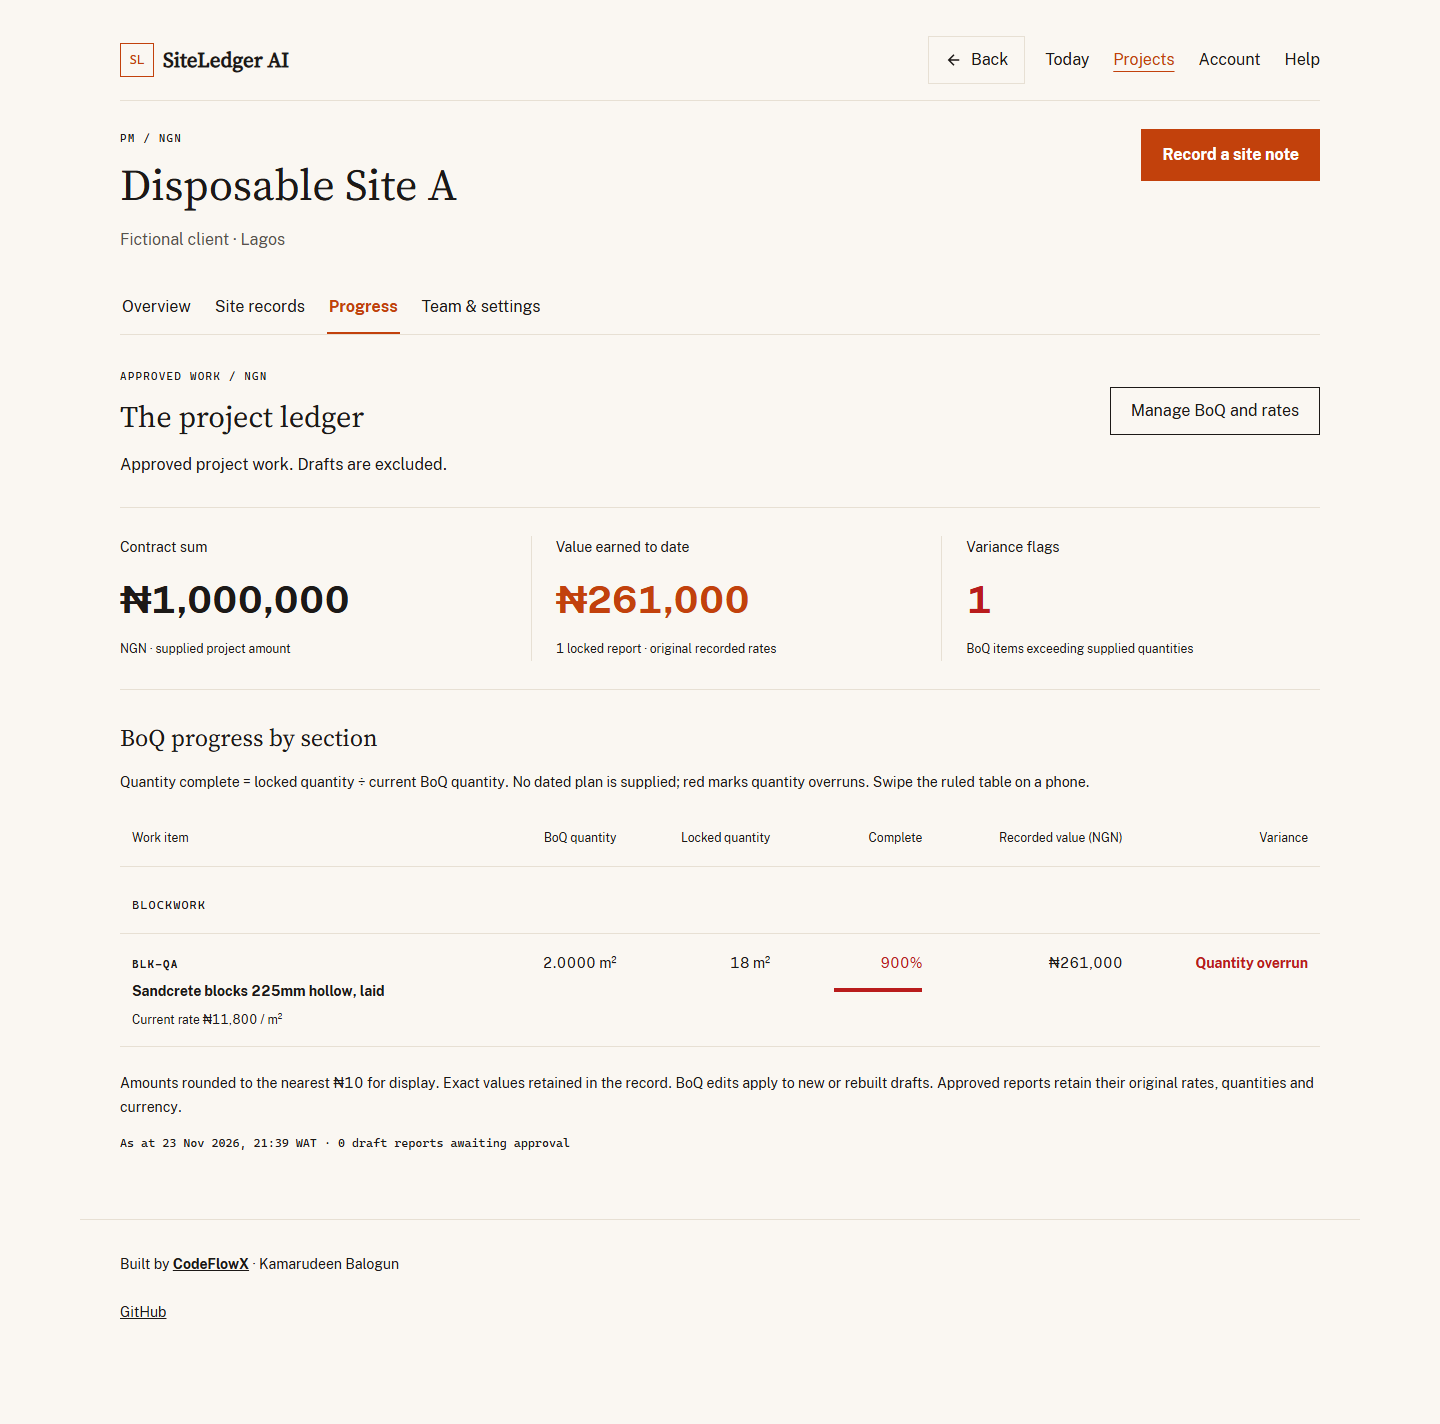 SL SiteLedger AI
← Back Today Projects Account Help
PM / NGN
Record a site note
Disposable Site A
Fictional client · Lagos
Overview Site records Progress Team & settings
APPROVED WORK / NGN
The project ledger
Manage BoQ and rates
Approved project work. Drafts are excluded.
Contract sum
₦1,000,000
NGN · supplied project amount
Value earned to date
₦261,000
1 locked report · original recorded rates
Variance flags
1
BoQ items exceeding supplied quantities
BoQ progress by section
Quantity complete = locked quantity ÷ current BoQ quantity. No dated plan is supplied; red marks quantity overruns. Swipe the ruled table on a phone.
Work item BoQ quantity Locked quantity Complete Recorded value (NGN) Variance
BLOCKWORK
BLK-QA 2.0000 m² 18 m² 900% ₦261,000 Quantity overrun
Sandcrete blocks 225mm hollow, laid
Current rate ₦11,800 / m²
Amounts rounded to the nearest ₦10 for display. Exact values retained in the record. BoQ edits apply to new or rebuilt drafts. Approved reports retain their original rates, quantities and
currency.
As at 23 Nov 2026, 21:39 WAT · 0 draft reports awaiting approval
Built by CodeFlowX · Kamarudeen Balogun
GitHub